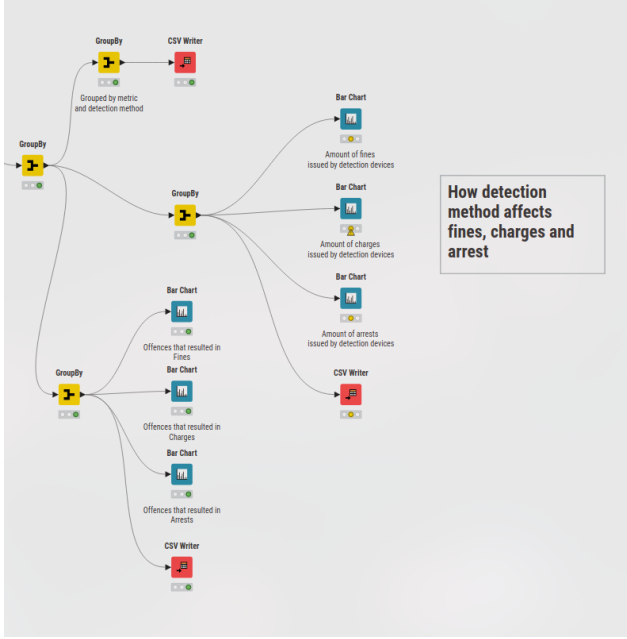 GroupBy
CSV Writer
Grouped by metric
and detection method
Bar Chart
Amount of fines
issued by detection devices
GroupBy
GroupBy
Bar Chart
Amount of charges
issued by detection devices
How detection
method affects
fines, charges and
arrest
Bar Chart
Amount of arrests
issued by detection devices
Bar Chart
Offences that resulted in
Fines
GroupBy
Bar Chart
Offences that resulted in
Charges
CSV Writer
Bar Chart
Offences that resulted in
Arrests
CSV Writer